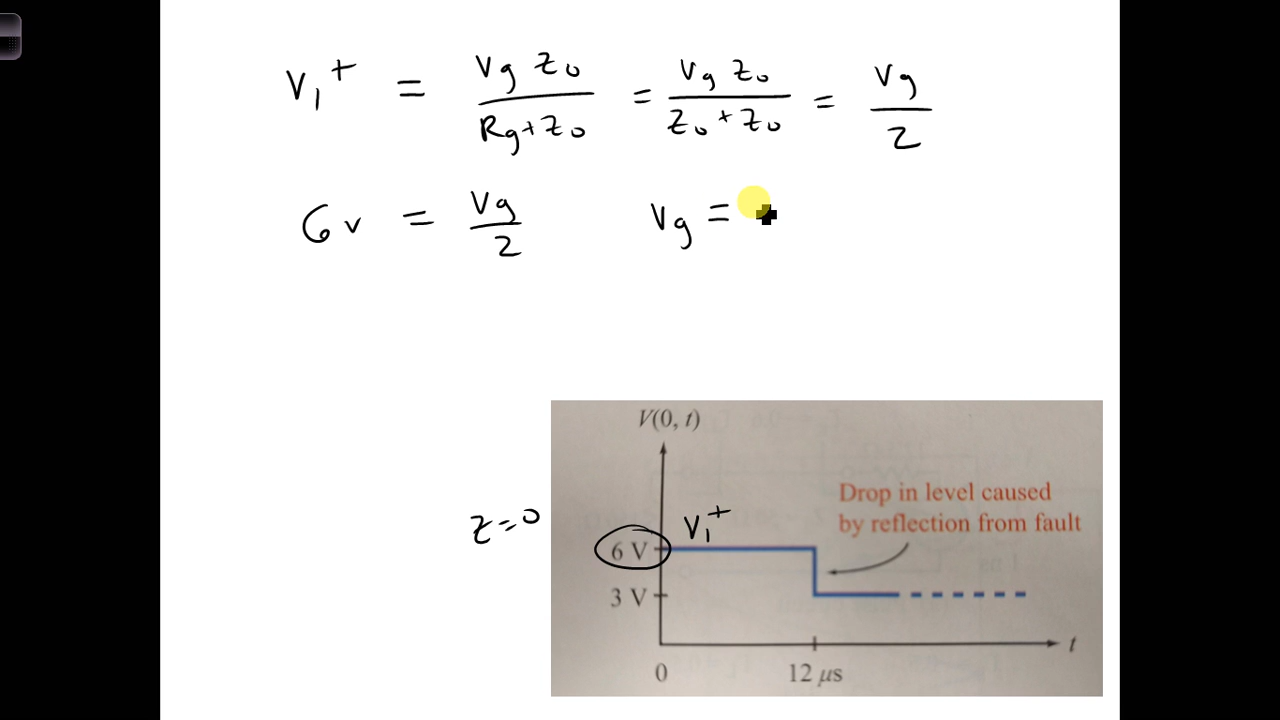 V₁⁺ = Vg Z₀ / Rg+Z₀ = Vg Z₀ / Z₀+Z₀ = Vg / 2
6v = Vg / 2 Vg =
V(0, t)
Drop in level caused
by reflection from fault
z=0
V₁⁺
6 V
3 V
t
0
12 μs